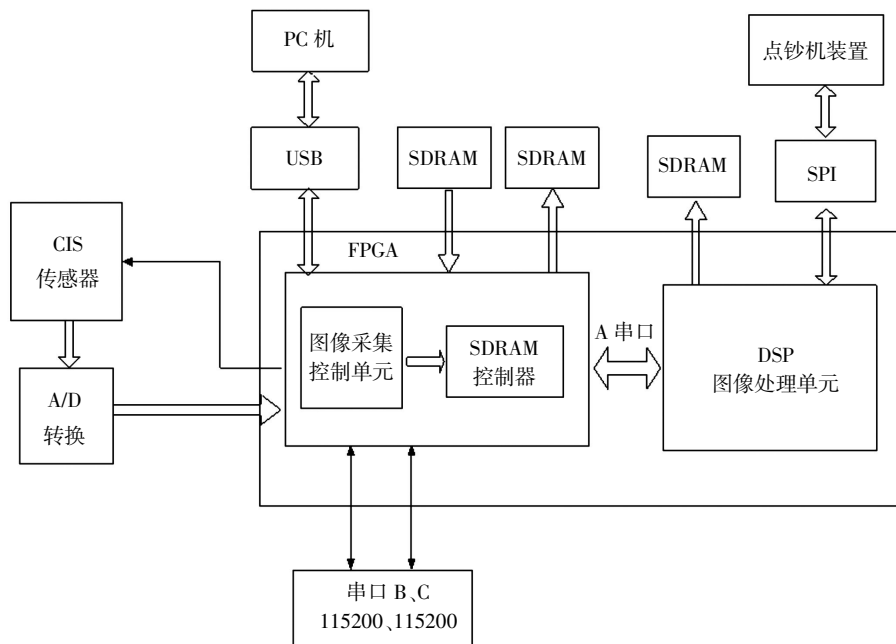 PC 机
点钞机装置
USB
SDRAM
SDRAM
SDRAM
SPI
CIS
传感器
FPGA
图像采集
控制单元
SDRAM
控制器
A 串口
DSP
图像处理单元
A/D
转换
串口 B、C
115200、115200